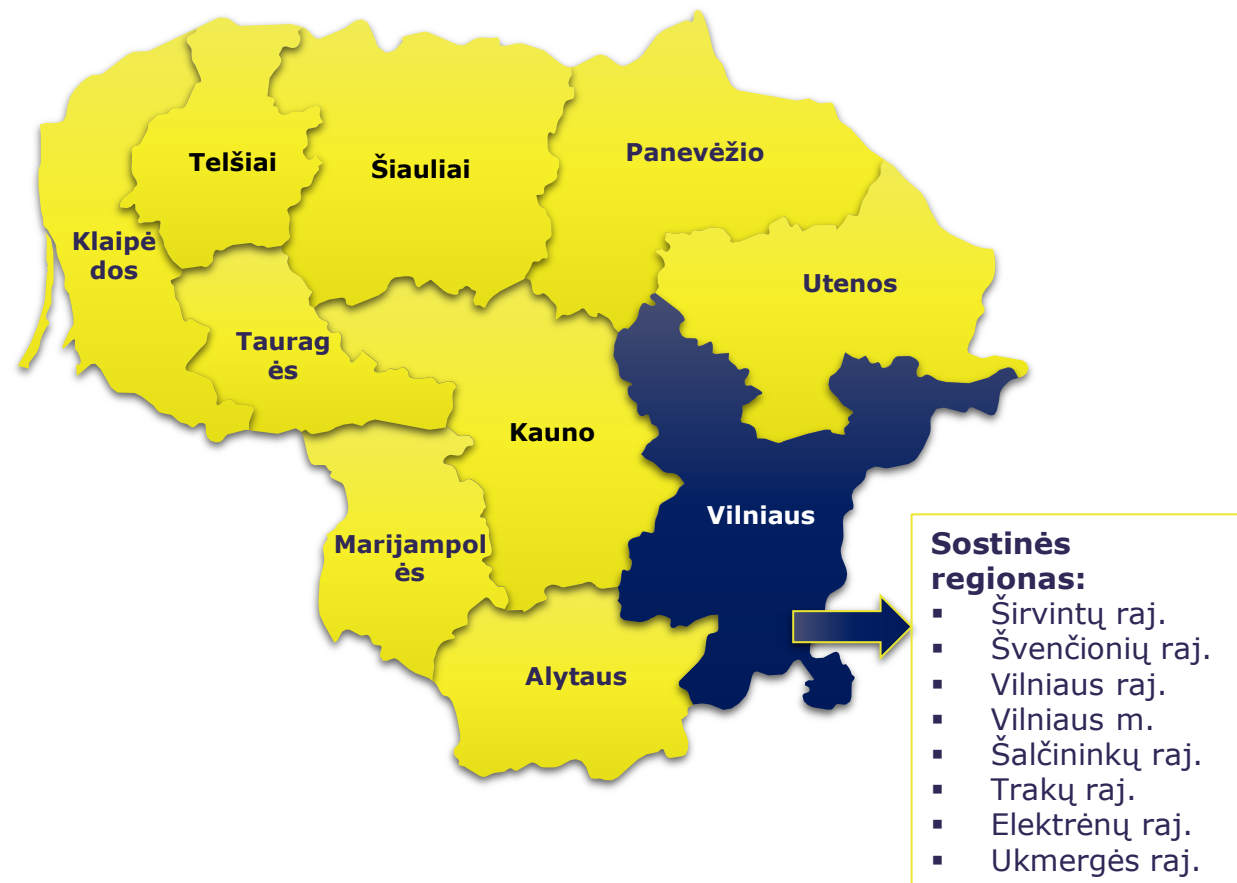 Telšiai
Šiauliai
Panevėžio
Klaipė
dos
Utenos
Taurag
ės
Kauno
Vilniaus
Marijampol
ės
Alytaus
Sostinės
regionas:
▪ Širvintų raj.
▪ Švenčionių raj.
▪ Vilniaus raj.
▪ Vilniaus m.
▪ Šalčininkų raj.
▪ Trakų raj.
▪ Elektrėnų raj.
▪ Ukmergės raj.